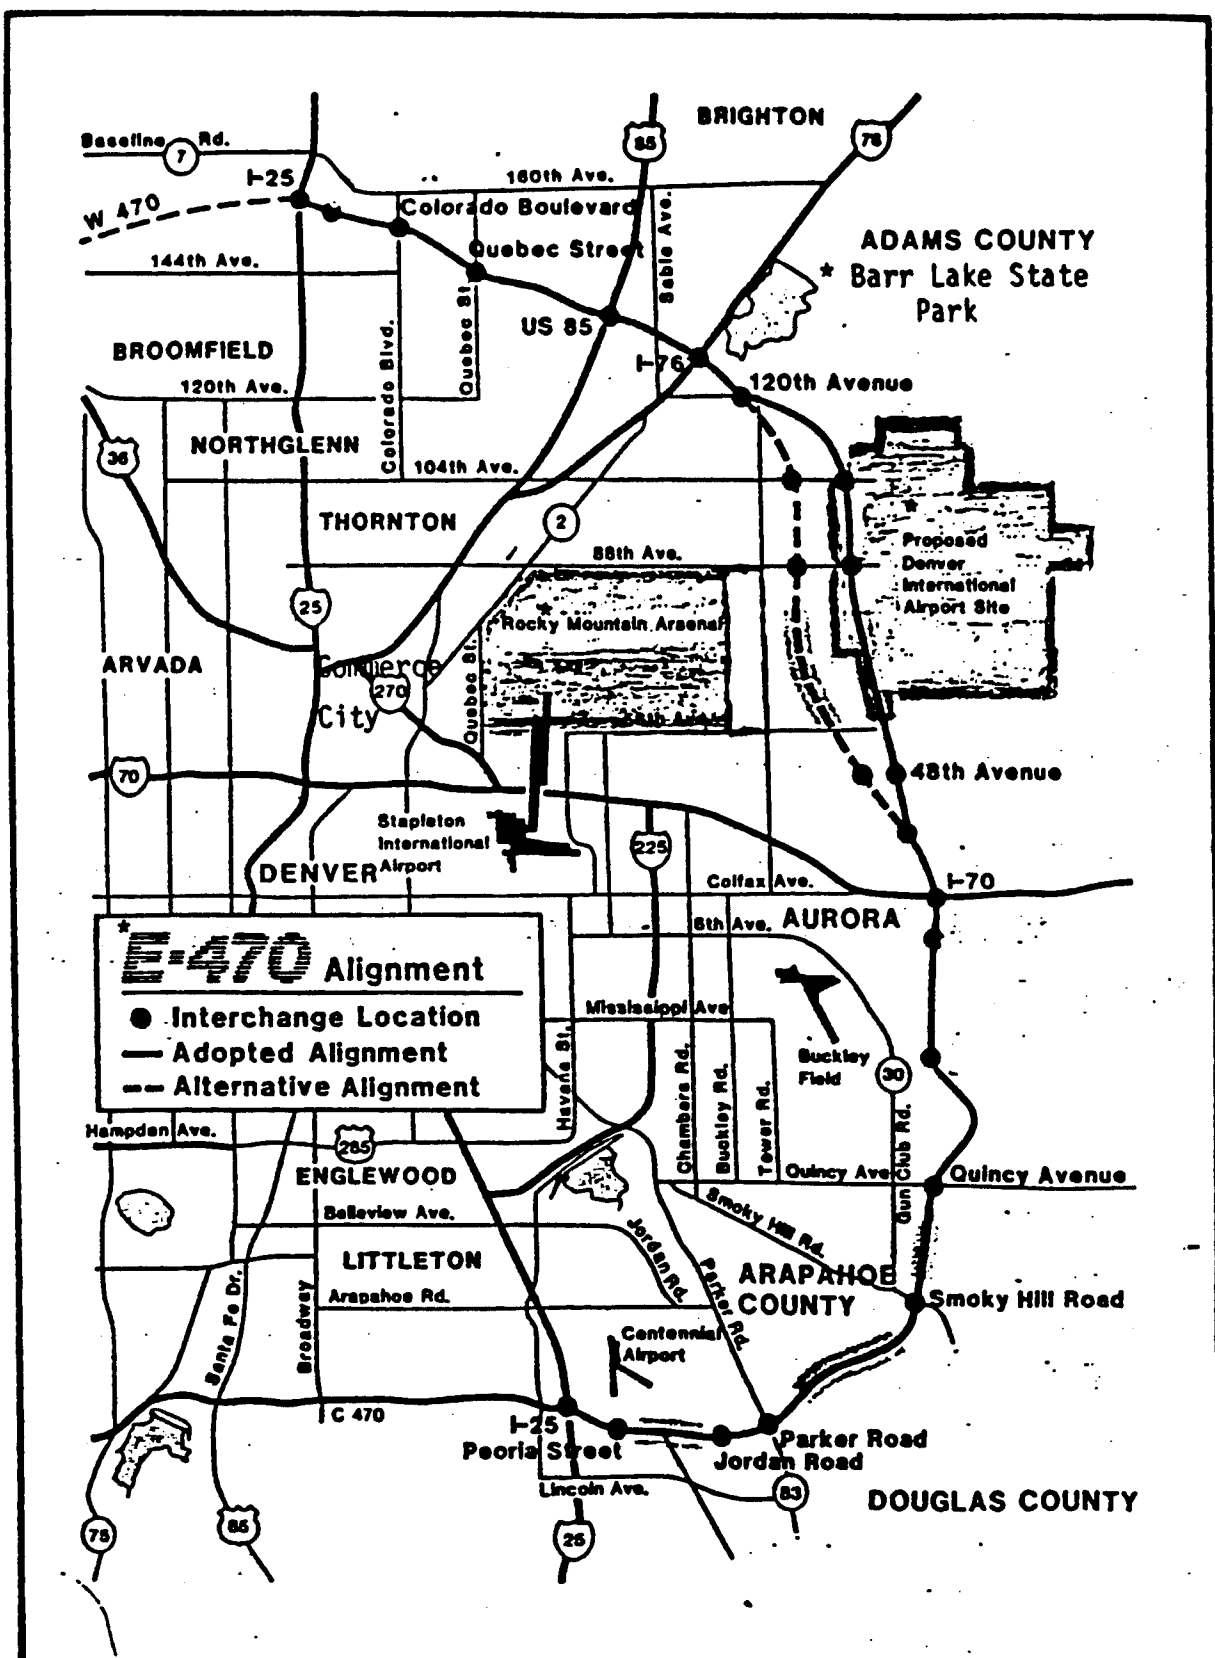 BRIGHTON
85
76
Baseline Rd.
7
I-25
160th Ave.
W 470
Colorado Boulevard
Sable Ave.
Quebec Street
ADAMS COUNTY
144th Ave.
* Barr Lake State
Park
Quebec St.
US 85
Colorado Blvd.
BROOMFIELD
I-76
120th Ave.
120th Avenue
NORTHGLENN
36
104th Ave.
THORNTON
2
*
Proposed
Denver
International
Airport Site
88th Ave.
25
*
Rocky Mountain Arsenal
ARVADA
Commerce
City
270
Quebec St.
70
48th Avenue
Stapleton
International
Airport
225
DENVER
Colfax Ave.
I-70
AURORA
6th Ave.
*
E-470 Alignment
Interchange Location
Adopted Alignment
Alternative Alignment
Mississippi Ave
Buckley
Field
30
Havana St.
Chambers Rd.
Buckley Rd.
Tower Rd.
Gun Club Rd.
Hampden Ave.
285
ENGLEWOOD
Quincy Ave
Quincy Avenue
Smoky Hill Rd.
Belleview Ave.
Jordan Rd.
LITTLETON
Parker Rd.
ARAPAHOE
COUNTY
Smoky Hill Road
Arapahoe Rd.
Santa Fe Dr.
Broadway
Centennial
Airport
C 470
I-25
Peoria Street
Parker Road
Jordan Road
Lincoln Ave.
83
DOUGLAS COUNTY
75
85
25